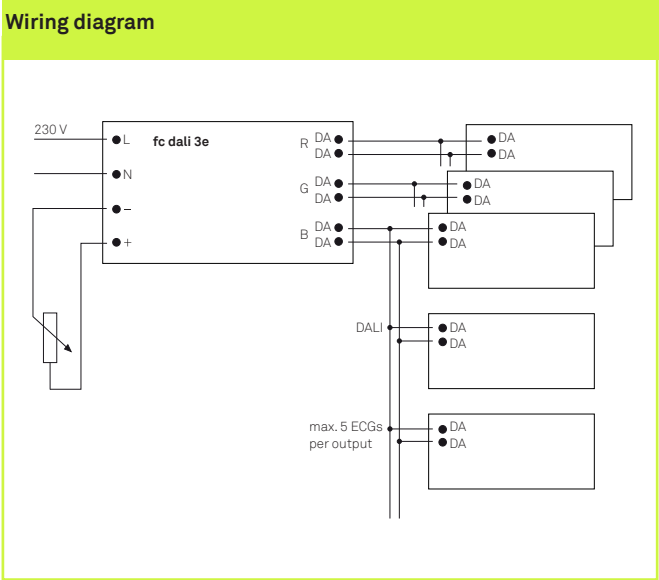 Wiring diagram
230 V
L
fc dali 3e
R
DA
DA
DA
DA
N
G
DA
DA
DA
DA
−
B
DA
DA
DA
DA
+
DALI
DA
DA
max. 5 ECGs
per output
DA
DA